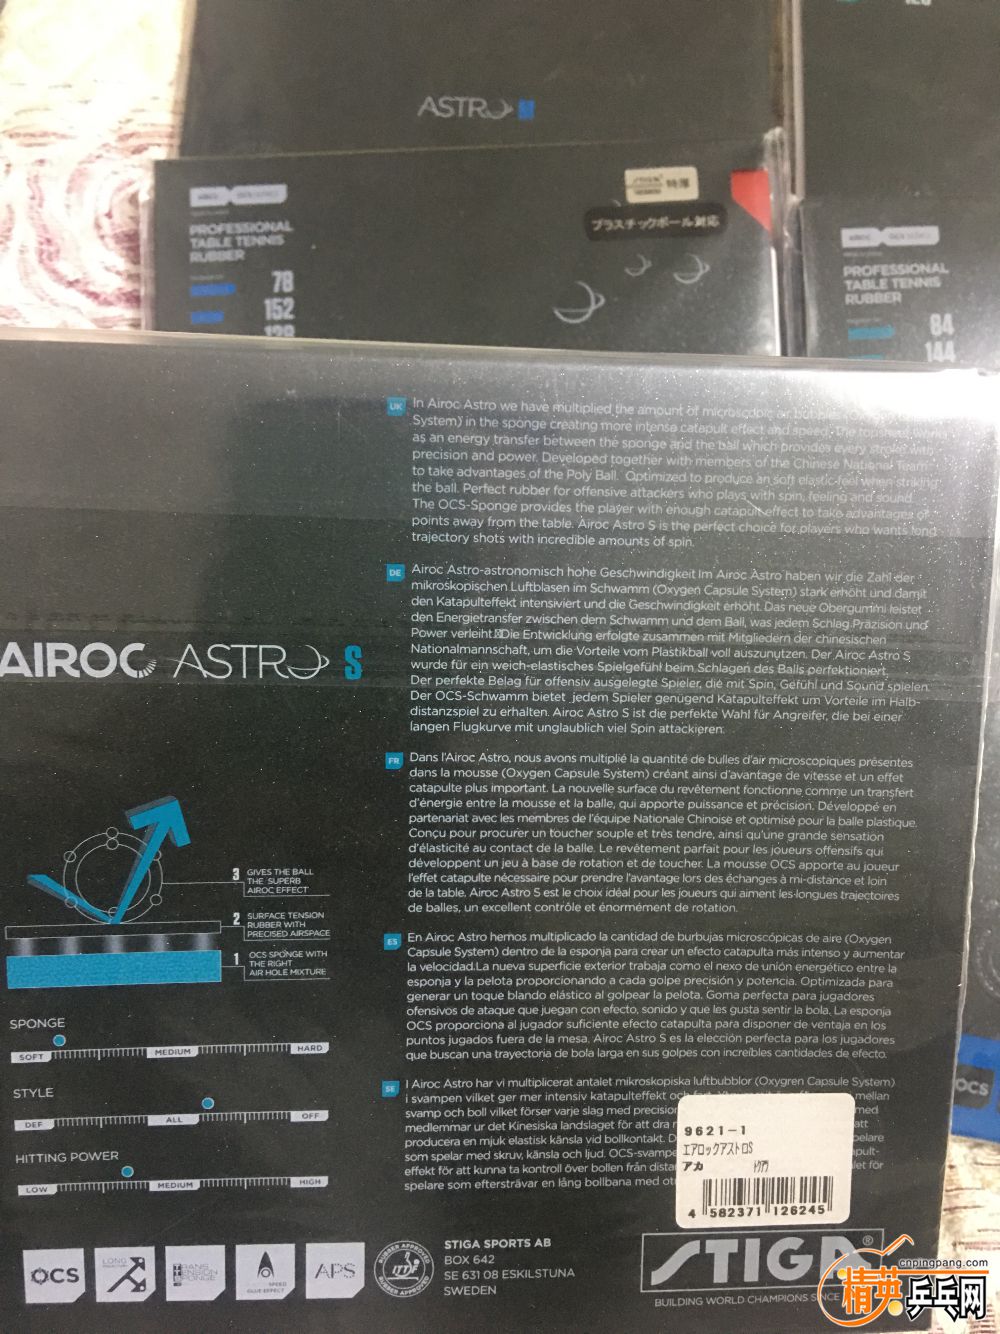 ASTRO M
STIGA 特厚
プラスチックボール対応
PROFESSIONAL
TABLE TENNIS
RUBBER
78
152
PROFESSIONAL
TABLE TENNIS
RUBBER
84
144
UK
In Airoc Astro we have multiplied the amount of microscopic air
System) in the sponge creating more intense catapult effect and speed. The topsheet
as an energy transfer between the sponge and the ball which provides every stroke with
precision and power. Developed together with members of the Chinese National Team
to take advantages of the Poly Ball. Optimized to produce an soft elastic feel when striking
the ball. Perfect rubber for offensive attackers who plays with spin, feeling and sound.
The OCS-Sponge provides the player with enough catapult effect to take advantages of
points away from the table. Airoc Astro S is the perfect choice for players who wants long
trajectory shots with incredible amounts of spin.
DE
Airoc Astro-astronomisch hohe Geschwindigkeit Im Airoc Astro haben wir die Zahl der
mikroskopischen Luftblasen im Schwamm (Oxygen Capsule System) stark erhöht und damit
den Katapulteffekt intensiviert und die Geschwindigkeit erhöht. Das neue Obergummi leistet
den Energietransfer zwischen dem Schwamm und dem Ball, was jedem Schlag Präzision und
Power verleiht. Die Entwicklung erfolgte zusammen mit Mitgliedern der chinesischen
Nationalmannschaft, um die Vorteile vom Plastikball voll auszunutzen. Der Airoc Astro S
wurde für ein weich-elastisches Spielgefühl beim Schlagen des Balls perfektioniert.
Der perfekte Belag für offensiv ausgelegte Spieler, die mit Spin, Gefühl und Sound spielen.
Der OCS-Schwamm bietet jedem Spieler genügend Katapulteffekt um Vorteile im Halb-
distanzspiel zu erhalten. Airoc Astro S ist die perfekte Wahl für Angreifer, die bei einer
langen Flugkurve mit unglaublich viel Spin attackieren.
AIROC ASTRO S
FR
Dans l'Airoc Astro, nous avons multiplié la quantité de bulles d'air microscopiques présentes
dans la mousse (Oxygen Capsule System) créant ainsi d'avantage de vitesse et un effet
catapulte plus important. La nouvelle surface du revêtement fonctionne comme un transfert
d'énergie entre la mousse et la balle, qui apporte puissance et précision. Développé en
partenariat avec les membres de l'équipe Nationale Chinoise et optimisé pour la balle plastique.
Conçu pour procurer un toucher souple et très tendre, ainsi qu'une grande sensation
d'élasticité au contact de la balle. Le revêtement parfait pour les joueurs offensifs qui
développent un jeu à base de rotation et de toucher. La mousse OCS apporte au joueur
l'effet catapulte nécessaire pour prendre l'avantage lors des échanges à mi-distance et loin
de la table. Airoc Astro S est le choix idéal pour les joueurs qui aiment les longues trajectoires
de balles, un excellent contrôle et énormément de rotation.
3 GIVES THE BALL
THE SUPERB
AIROC EFFECT
2 SURFACE TENSION
RUBBER WITH
PRECISED AIRSPACE
1 OCS SPONGE WITH
THE RIGHT
AIR HOLE MIXTURE
ES
En Airoc Astro hemos multiplicado la cantidad de burbujas microscópicas de aire (Oxygen
Capsule System) dentro de la esponja para crear un efecto catapulta más intenso y aumentar
la velocidad.La nueva superficie exterior trabaja como el nexo de unión energético entre la
esponja y la pelota proporcionando a cada golpe precisión y potencia. Optimizada para
generar un toque blando elástico al golpear la pelota. Goma perfecta para jugadores
ofensivos de ataque que juegan con efecto, sonido y que les gusta sentir la bola. La esponja
OCS proporciona al jugador suficiente efecto catapulta para disponer de ventaja en los
puntos jugados fuera de la mesa. Airoc Astro S es la elección perfecta para los jugadores
que buscan una trayectoria de bola larga en sus golpes con increíbles cantidades de efecto.
SPONGE
SOFT MEDIUM HARD
STYLE
DEF ALL OFF
HITTING POWER
LOW MEDIUM HIGH
SE
I Airoc Astro har vi multiplicerat antalet mikroskopiska luftbubblor (Oxygren Capsule System)
i svampen vilket ger mer intensiv katapulteffekt och mellan
svamp och boll vilket förser varje slag med precision med
medlemmar ur det Kinesiska landslaget för att dra att
producera en mjuk elastisk känsla vid bollkontakt.
som spelar med skruv, känsla och ljud. OCS-svampe
effekt för att kunna ta kontroll över bollen från
spelare som eftersträvar en lång bollbana med
9621-1
エアロックアストロS
アカ トクアツ
4 582371 126245
OCS
OCS
LONG
TRANS
TENSION
SPONGE
SPEED
GLUE EFFECT
APS
RUBBER APPROVED
ITTF
RUBBER APPROVED
STIGA SPORTS AB
BOX 642
SE 631 08 ESKILSTUNA
SWEDEN
STIGA®
BUILDING WORLD CHAMPIONS SINCE
cnpingpang.com
精英乒乓网